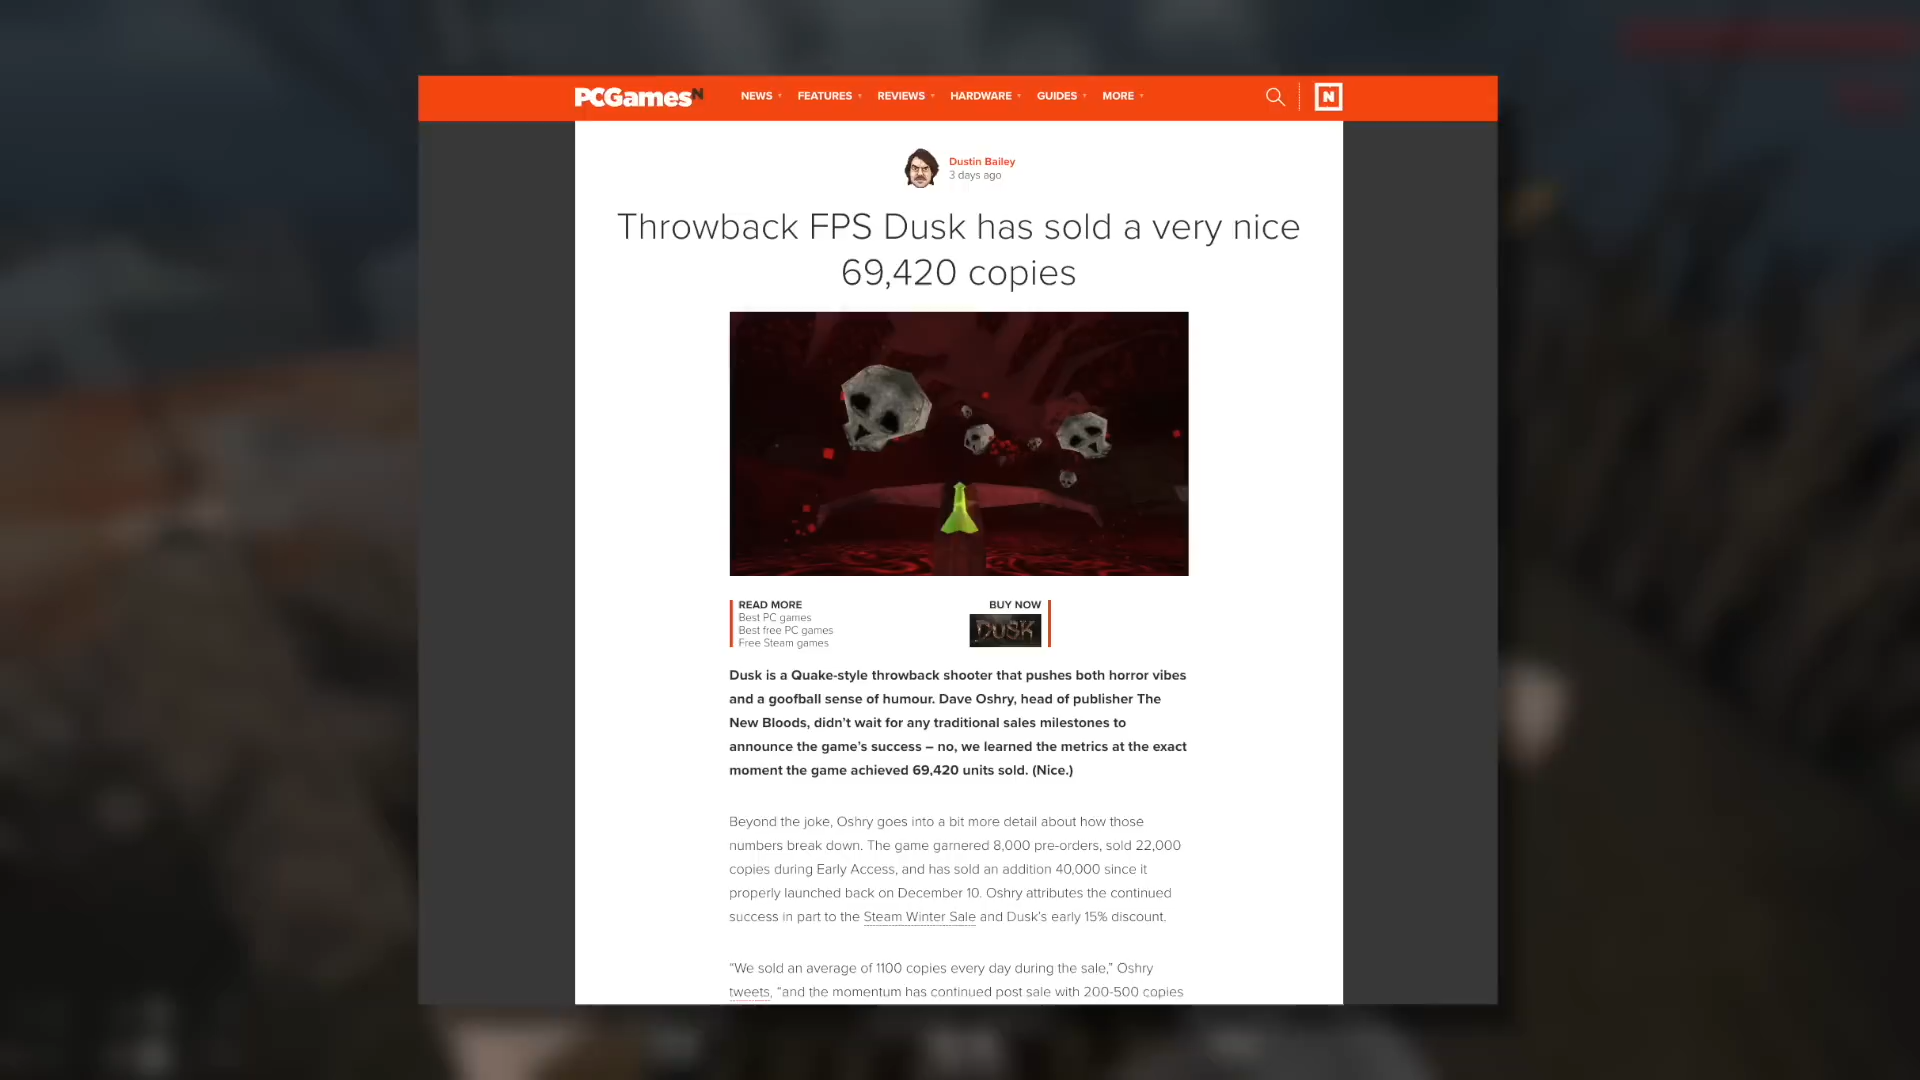 PCGamesN
NEWS FEATURES REVIEWS HARDWARE GUIDES MORE
N
Dustin Bailey
3 days ago
Throwback FPS Dusk has sold a very nice
69,420 copies
READ MORE
Best PC games
Best free PC games
Free Steam games
BUY NOW
DUSK
Dusk is a Quake-style throwback shooter that pushes both horror vibes
and a goofball sense of humour. Dave Oshry, head of publisher The
New Bloods, didn't wait for any traditional sales milestones to
announce the game's success – no, we learned the metrics at the exact
moment the game achieved 69,420 units sold. (Nice.)
Beyond the joke, Oshry goes into a bit more detail about how those
numbers break down. The game garnered 8,000 pre-orders, sold 22,000
copies during Early Access, and has sold an addition 40,000 since it
properly launched back on December 10. Oshry attributes the continued
success in part to the Steam Winter Sale and Dusk's early 15% discount.
“We sold an average of 1100 copies every day during the sale,” Oshry
tweets, “and the momentum has continued post sale with 200-500 copies